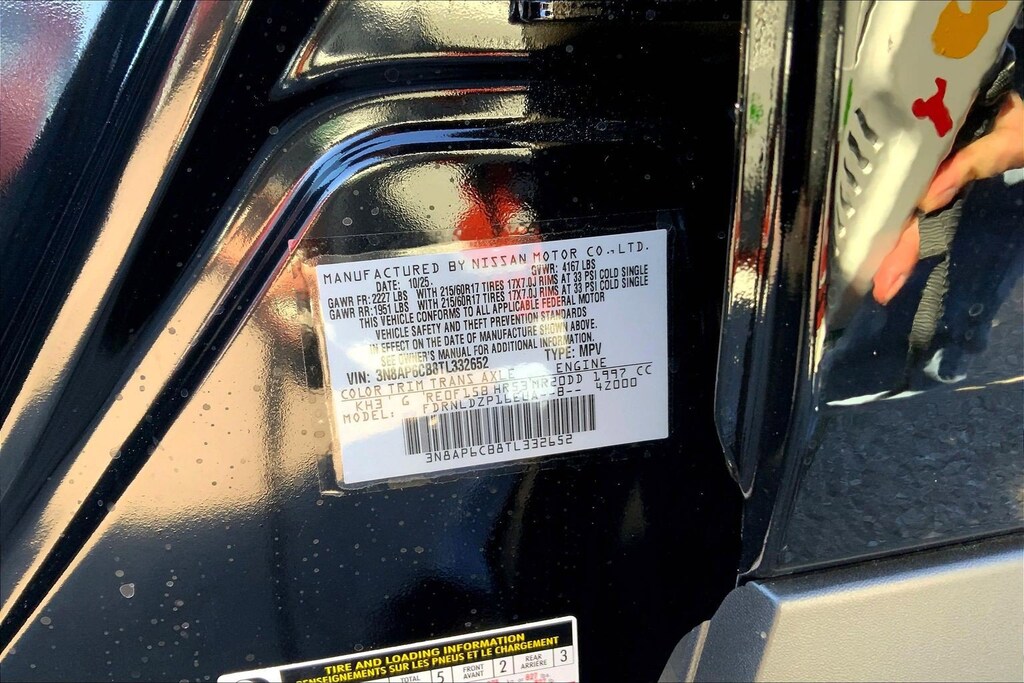 MANUFACTURED BY NISSAN MOTOR CO.,LTD.
DATE: 10/25. GVWR: 4167 LBS
GAWR FR: 2227 LBS WITH 215/60R17 TIRES 17X7.0J RIMS AT 33 PSI COLD SINGLE
GAWR RR: 1951 LBS WITH 215/60R17 TIRES 17X7.0J RIMS AT 33 PSI COLD SINGLE
THIS VEHICLE CONFORMS TO ALL APPLICABLE FEDERAL MOTOR
VEHICLE SAFETY AND THEFT PREVENTION STANDARDS
IN EFFECT ON THE DATE OF MANUFACTURE SHOWN ABOVE.
SEE OWNER'S MANUAL FOR ADDITIONAL INFORMATION.
VIN: 3N8AP6CB8TL332652 TYPE: MPV
COLOR TRIM TRANS AXLE ENGINE
KH3 G RE0F15B HR53 MR20DD 1997 CC
MODEL: 42000
3N8AP6CB8TL332652
TIRE AND LOADING INFORMATION
RENSEIGNEMENTS SUR LES PNEUS ET LE CHARGEMENT
TOTAL 5 FRONT AVANT 2 REAR ARRIÈRE 3